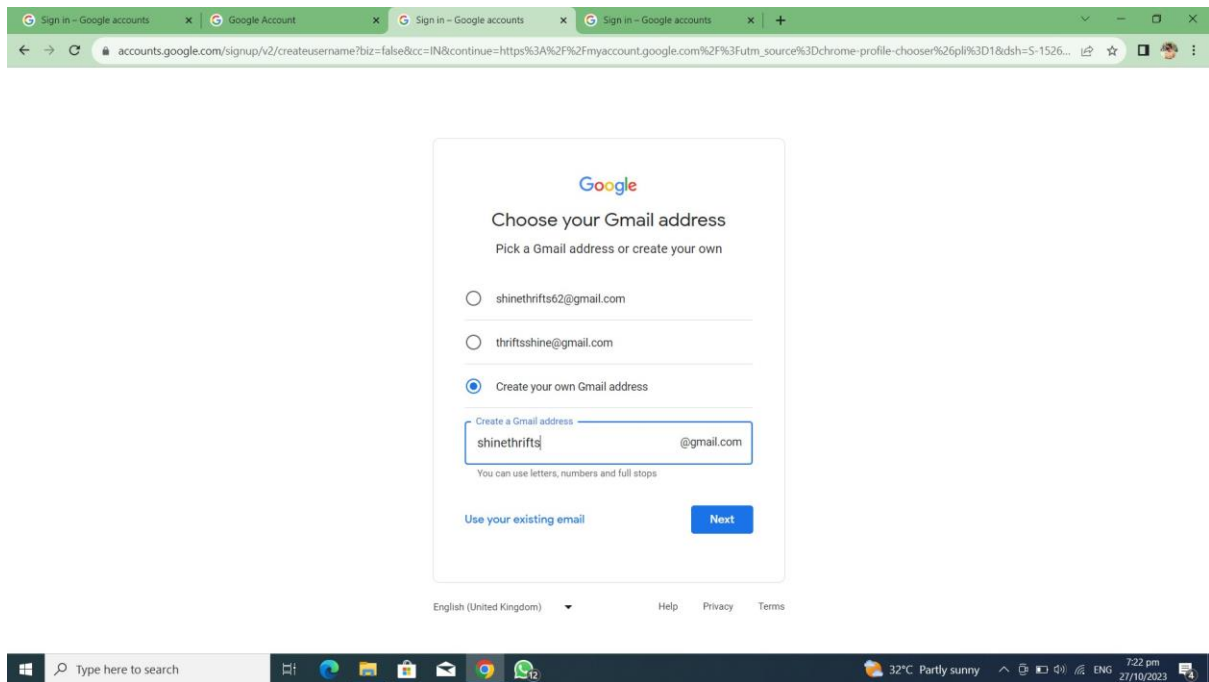 Sign in – Google accounts
Google Account
Sign in – Google accounts
Sign in – Google accounts
accounts.google.com/signup/v2/createusername?biz=false&cc=IN&continue=https%3A%2F%2Fmyaccount.google.com%2F%3Futm_source%3Dchrome-profile-chooser%26pli%3D1&dsh=S-1526...
Google
Choose your Gmail address
Pick a Gmail address or create your own
shinethrifts62@gmail.com
thriftsshine@gmail.com
Create your own Gmail address
Create a Gmail address
shinethrifts @gmail.com
You can use letters, numbers and full stops
Use your existing email Next
English (United Kingdom) Help Privacy Terms
Type here to search
12
32°C Partly sunny ENG 7:22 pm
27/10/2023
4